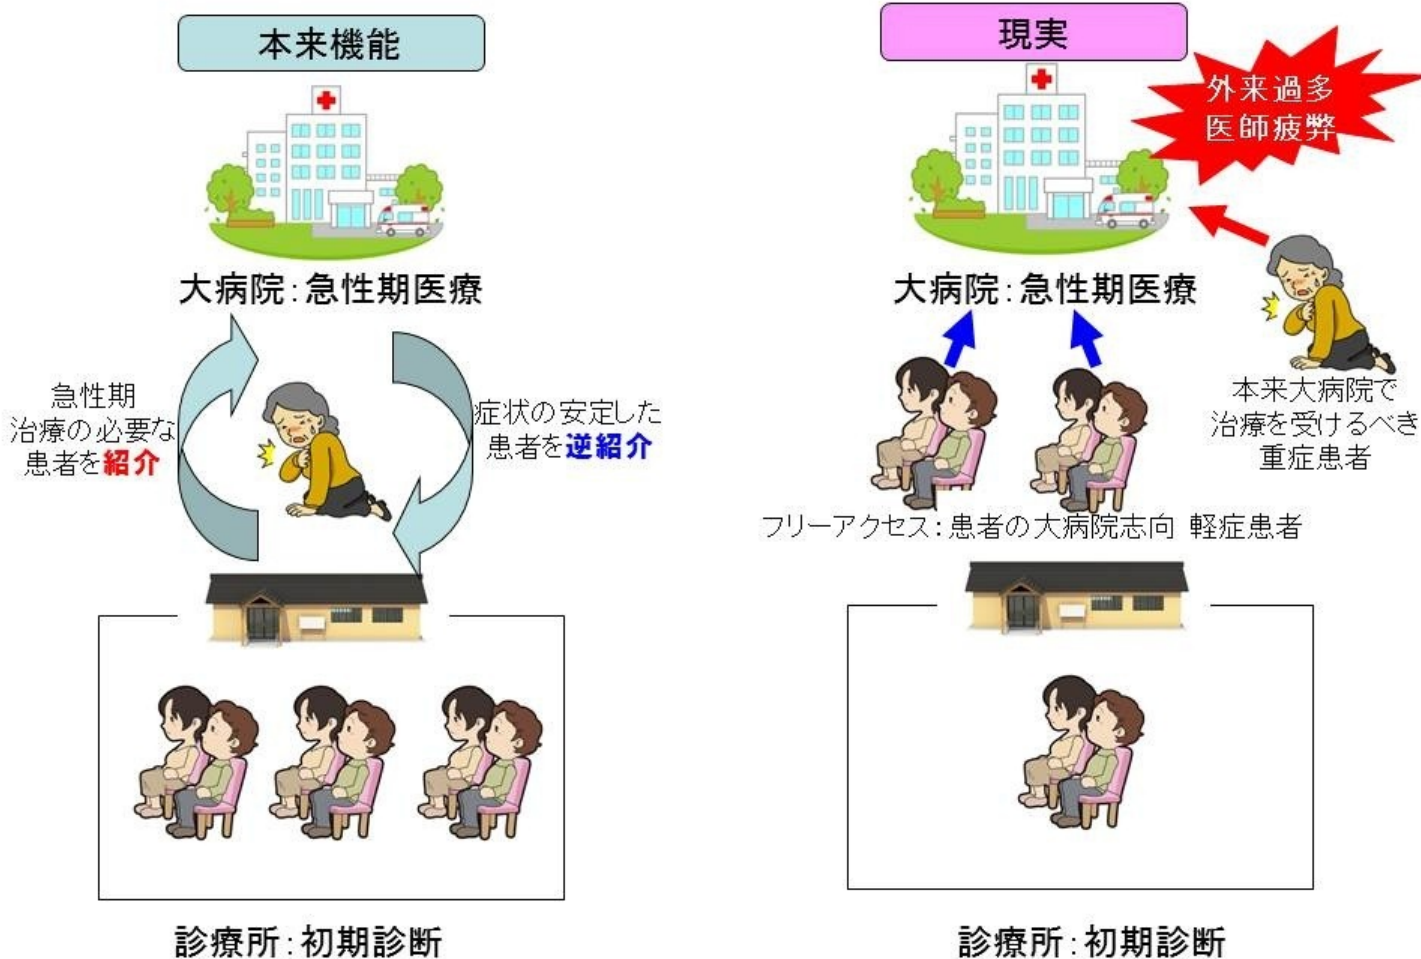 本来機能
大病院：急性期医療
急性期
治療の必要な
患者を紹介
症状の安定した
患者を逆紹介
診療所：初期診断
現実
外来過多
医師疲弊
大病院：急性期医療
本来大病院で
治療を受けるべき
重症患者
フリーアクセス：患者の大病院志向 軽症患者
診療所：初期診断